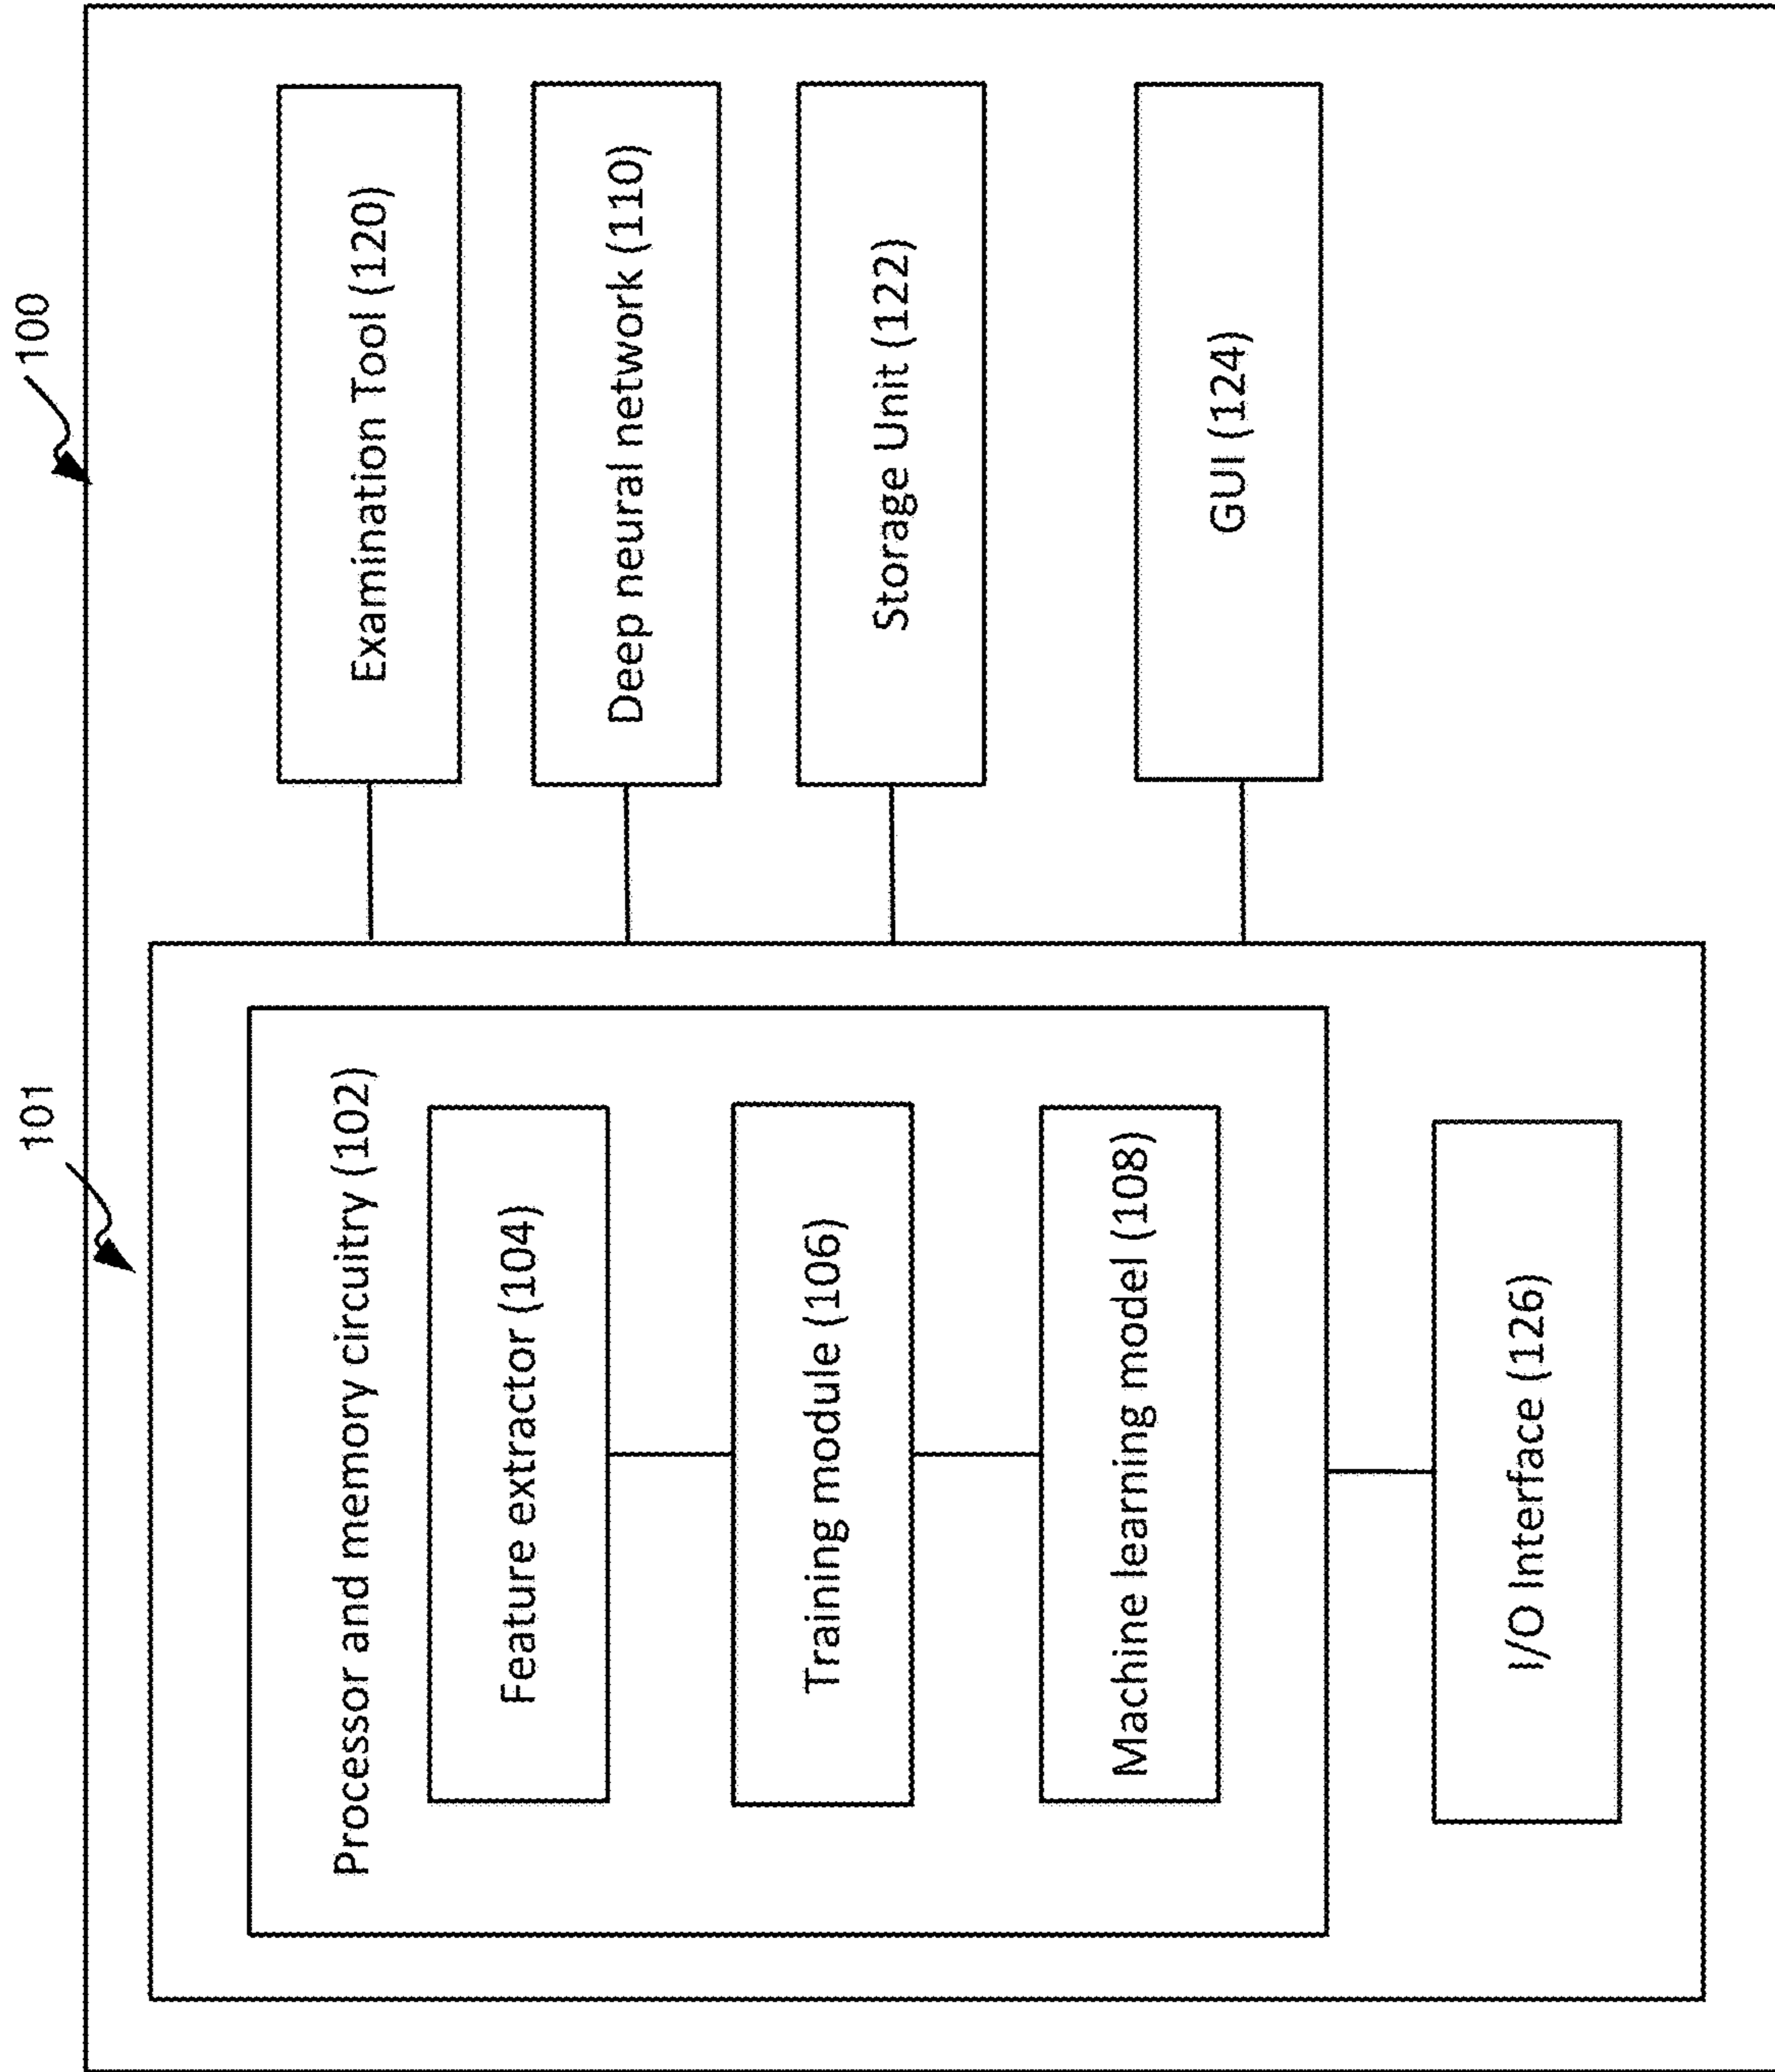 100
101
Processor and memory circuitry (102)
Feature extractor (104)
Training module (106)
Machine learning model (108)
I/O Interface (126)
Examination Tool (120)
Deep neural network (110)
Storage Unit (122)
GUI (124)